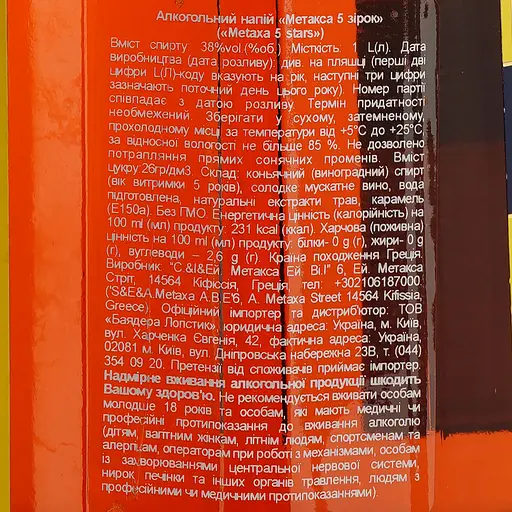 Алкогольний напій «Метакса 5 зірок»
(«Metaxa 5 stars»)
Вміст спирту: 38%vol.(%об.) Місткість: 1 L(л). Дата
виробництва (дата розливу): див. на пляшці (перші дві
цифри L(Л)-коду вказують на рік, наступні три цифри
зазначають поточний день цього року). Номер партії
співпадає з датою розливу. Термін придатності
необмежений. Зберігати у сухому, затемненому,
прохолодному місці за температури від +5°C до +25°C
за відносної вологості не більше 85 %. Не дозволено
потрапляння прямих сонячних променів. Вміст
цукру:26гр/дм3. Склад: коньячний (виноградний) спирт
(вік витримки 5 років), солодке мускатне вино, вода
підготовлена, натуральні екстракти трав, карамель
(E150a). Без ГМО. Енергетична цінність (калорійність) на
100 ml (мл) продукту: 231 kcal (ккал). Харчова (поживна)
цінність на 100 ml (мл) продукту: білки- 0 g (г), жири- 0 g
(г), вуглеводи – 2,6 g (г). Країна походження Греція.
Виробник: "С.&І&Еи Метакса Ей. Ві.І" 6, Ей. Метакса
Стріт, 14564 Кіфіссія, Греція, тел: +302106187000.
('S&E&A.Metaxa A.B.E'6, A. Metaxa Street 14564 Kifissia,
Greece). Офіційний імпортер та дистриб'ютор: ТОВ
«Баядера Логістик», юридична адреса: Україна, м. Київ,
вул. Харченка Євгенія, 42, фактична адреса: Україна,
02081 м. Київ, вул. Дніпровська набережна 23В, т. (044)
354 09 20. Претензії від споживачів приймає імпортер.
Надмірне вживання алкогольної продукції шкодить
Вашому здоров'ю. Не рекомендується вживати особам
молодше 18 років та особам, які мають медичні чи
професійні протипоказання до вживання алкоголю
(дітям, вагітним жінкам, літнім людям, спортсменам та
алергікам, операторам при роботі з механізмами, особам
із захворюваннями центральної нервової системи,
нирок, печінки та інших органів травлення, людям з
професійними чи медичними протипоказаннями).